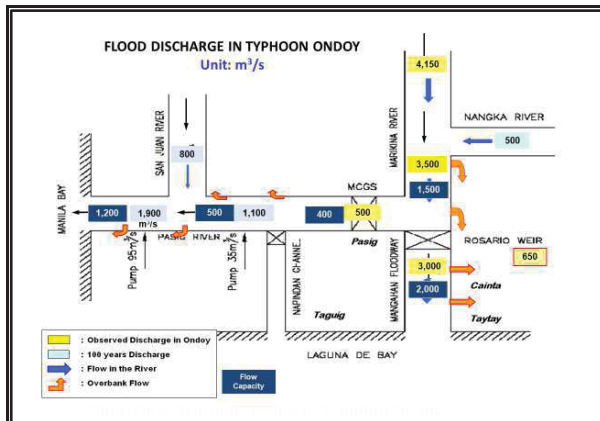 FLOOD DISCHARGE IN TYPHOON ONDOY
Unit: m³/s
4,150
NANGKA RIVER
500
MARIKINA RIVER
SAN JUAN RIVER
800
3,500
1,500
MCGS
MANILA BAY
1,200
1,900
m³/s
500
1,100
400
500
PASIG RIVER
Pasig
ROSARIO WEIR
650
Pump 95m³/s
Pump 35m³/s
NAPINDAN CHANNE
MANGAHAN FLOODWAY
3,000
Cainta
2,000
Taguig
Taytay
LAGUNA DE BAY
: Observed Discharge in Ondoy
: 100 years Discharge
: Flow in the River
: Overbank Flow
Flow
Capacity